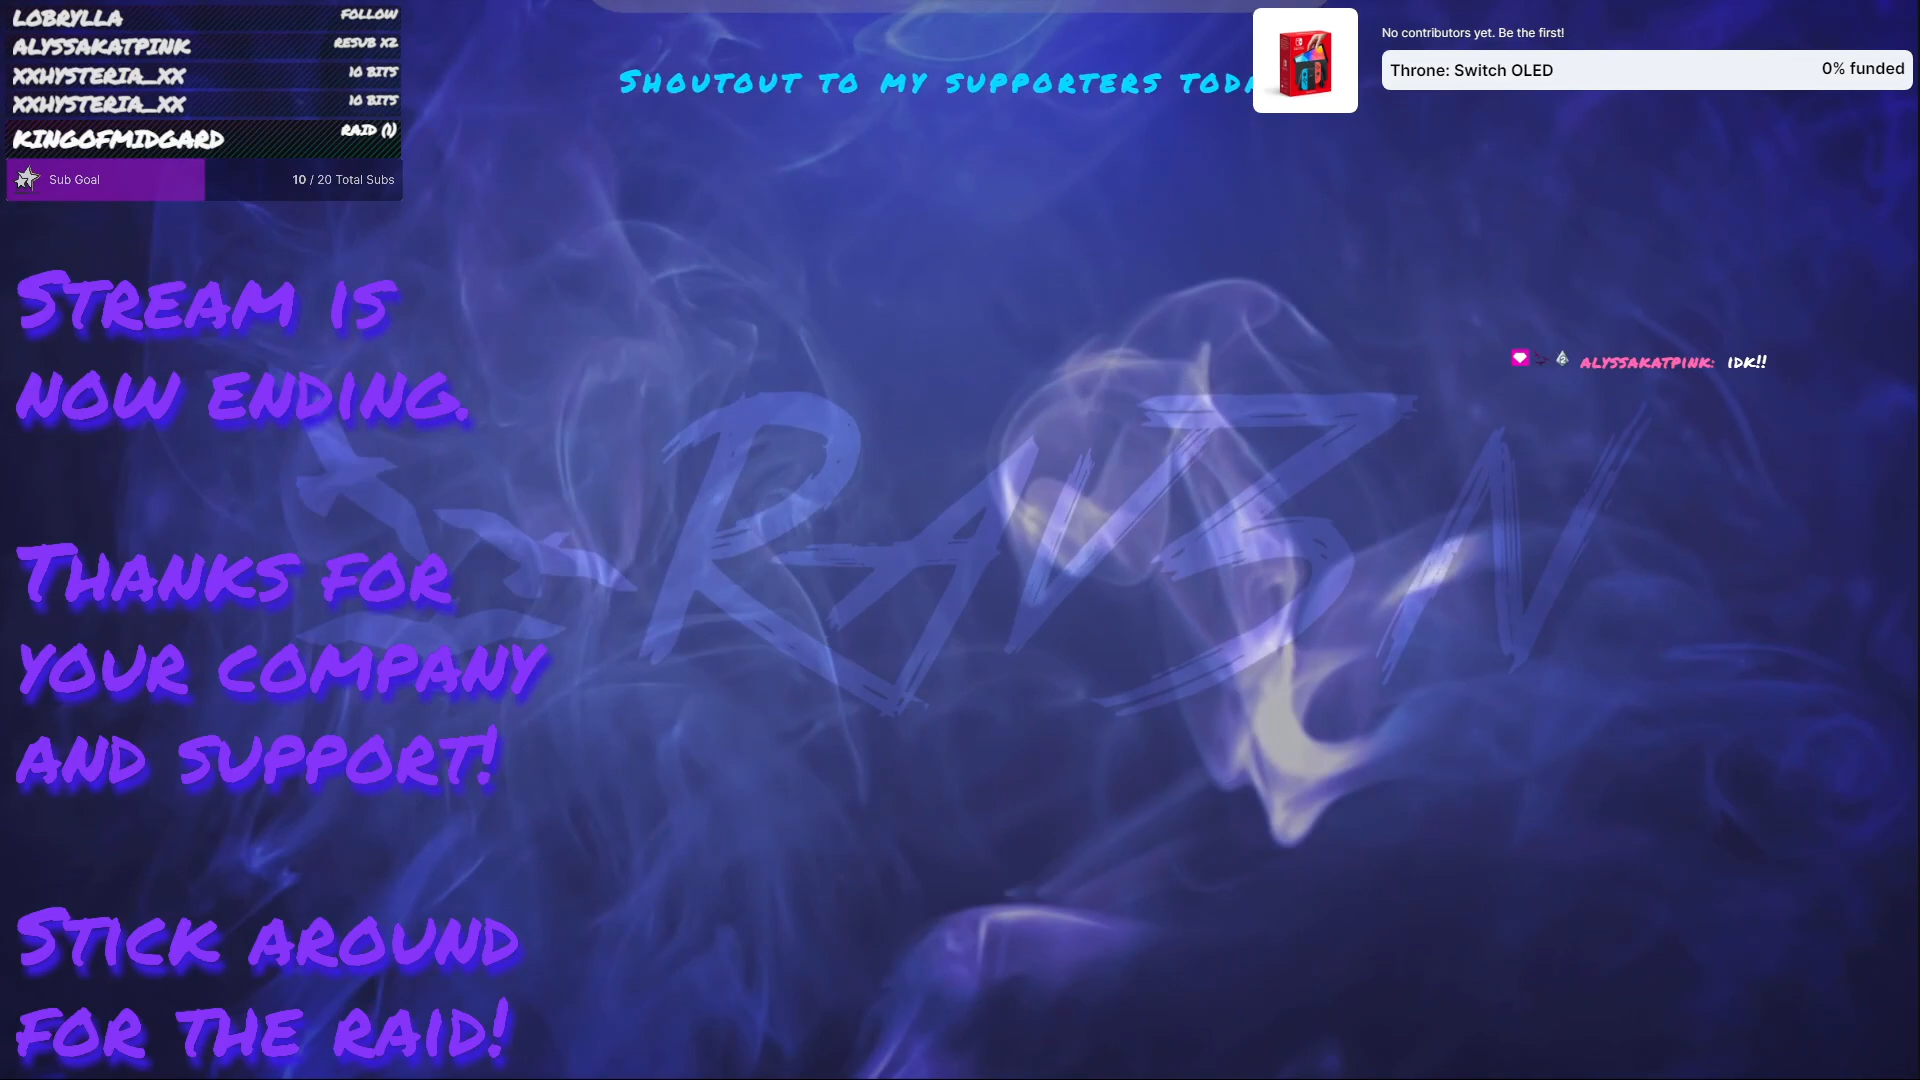 LOBRYLLA FOLLOW
ALYSSAKATPINK RESUB X2
XXHYSTERIA_XX 10 BITS
XXHYSTERIA_XX 10 BITS
KINGOFMIDGARD RAID (1)
Sub Goal 10 / 20 Total Subs
SHOUTOUT TO MY SUPPORTERS
No contributors yet. Be the first!
Throne: Switch OLED 0% funded
STREAM IS
NOW ENDING.
ALYSSAKATPINK: IDK!!
RAV3N
THANKS FOR
YOUR COMPANY
AND SUPPORT!
STICK AROUND
FOR THE RAID!